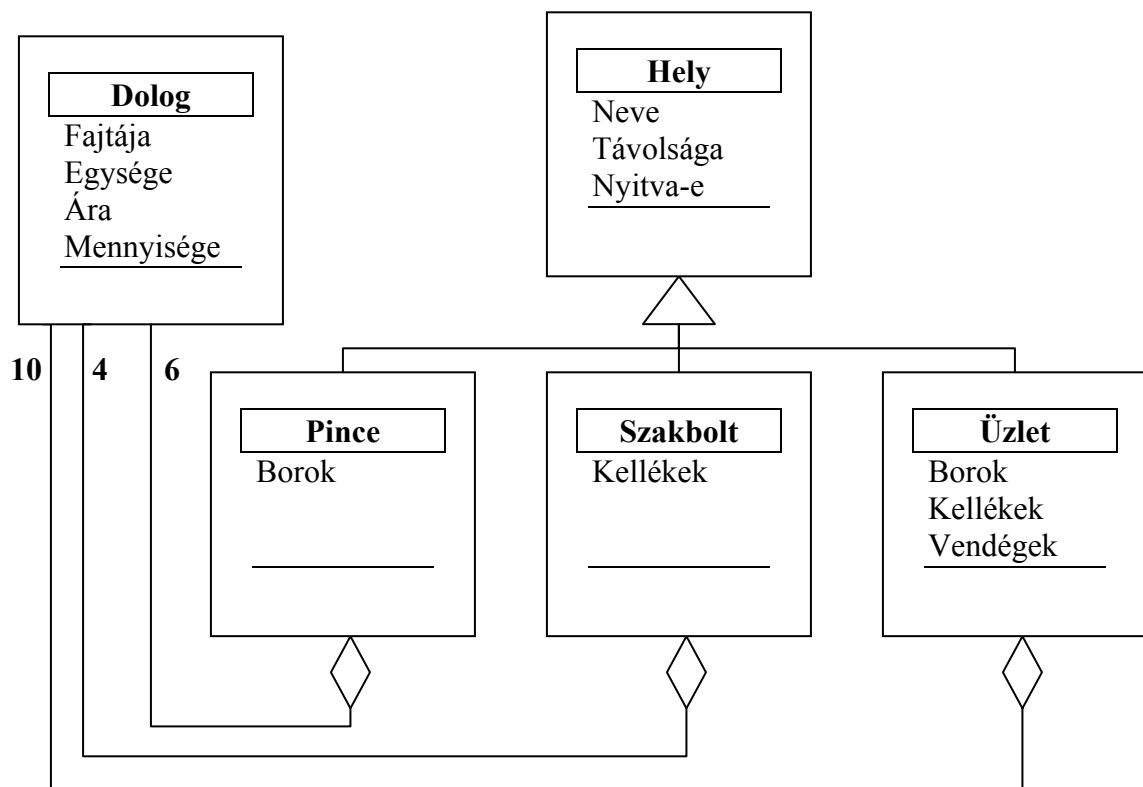 Dolog
Fajtája
Egysége
Ára
Mennyisége
Hely
Neve
Távolsága
Nyitva-e
10
4
6
Pince
Borok
Szakbolt
Kellékek
Üzlet
Borok
Kellékek
Vendégek